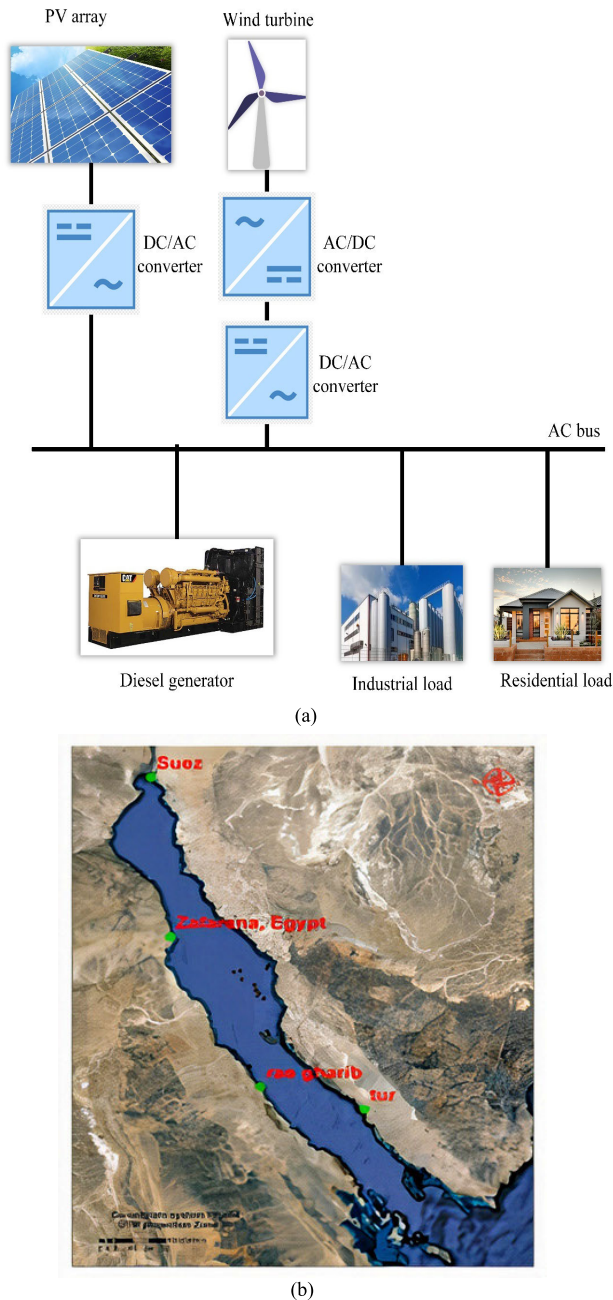 PV array
Wind turbine
DC/AC
converter
AC/DC
converter
DC/AC
converter
AC bus
CAT
Diesel generator
Industrial load
Residential load
(a)
Suez
Zafarana, Egypt
ras gharib
tur
(b)